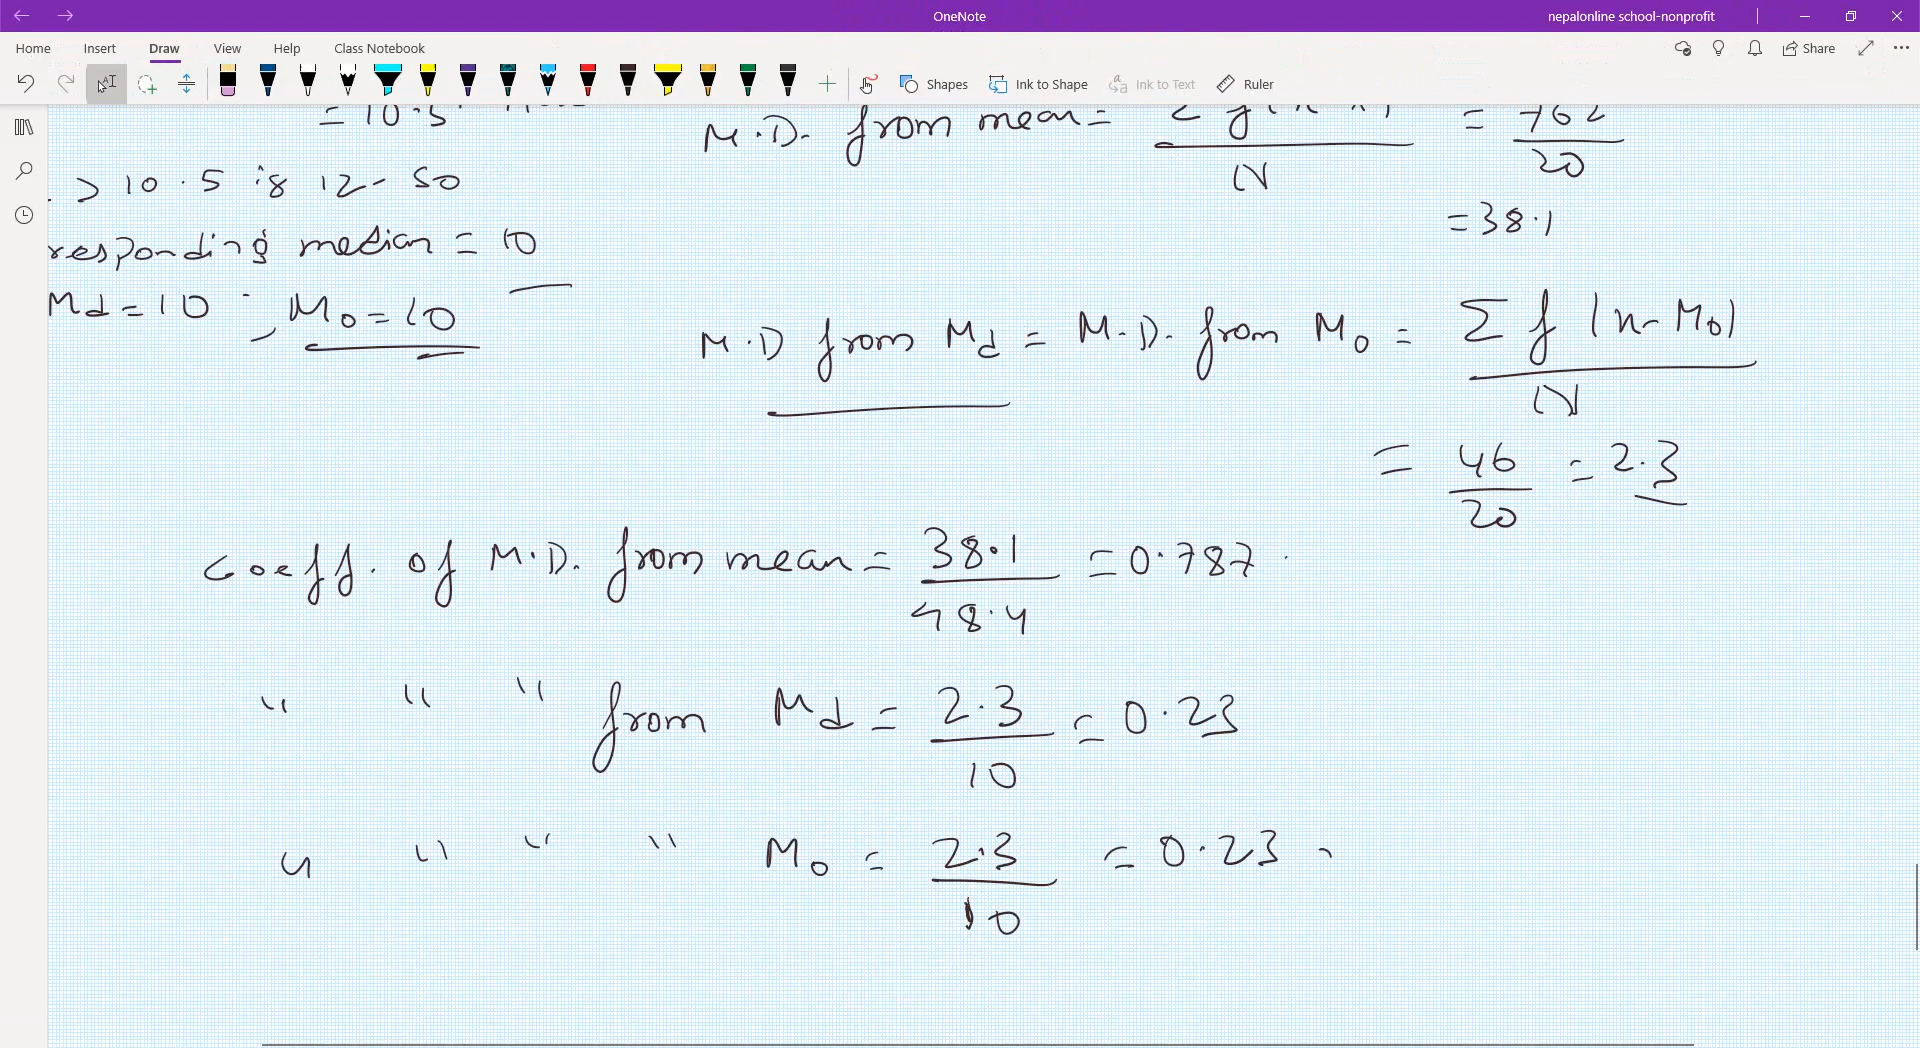 OneNote
nepalonline school-nonprofit
Home Insert Draw View Help Class Notebook
Share
Shapes Ink to Shape Ink to Text Ruler
= 10.5
M.D. from mean = = 762
N 20
= 38.1
> 10.5 is 12 - 50
responding median = 10
Md = 10 , Mo = 10
M.D from Md = M.D. from Mo = Σ f |x - Mo|
N
= 46 = 2.3
20
Coeff. of M.D. from mean = 38.1 = 0.787
48.4
" " " from Md = 2.3 = 0.23
10
" " " " Mo = 2.3 = 0.23
10